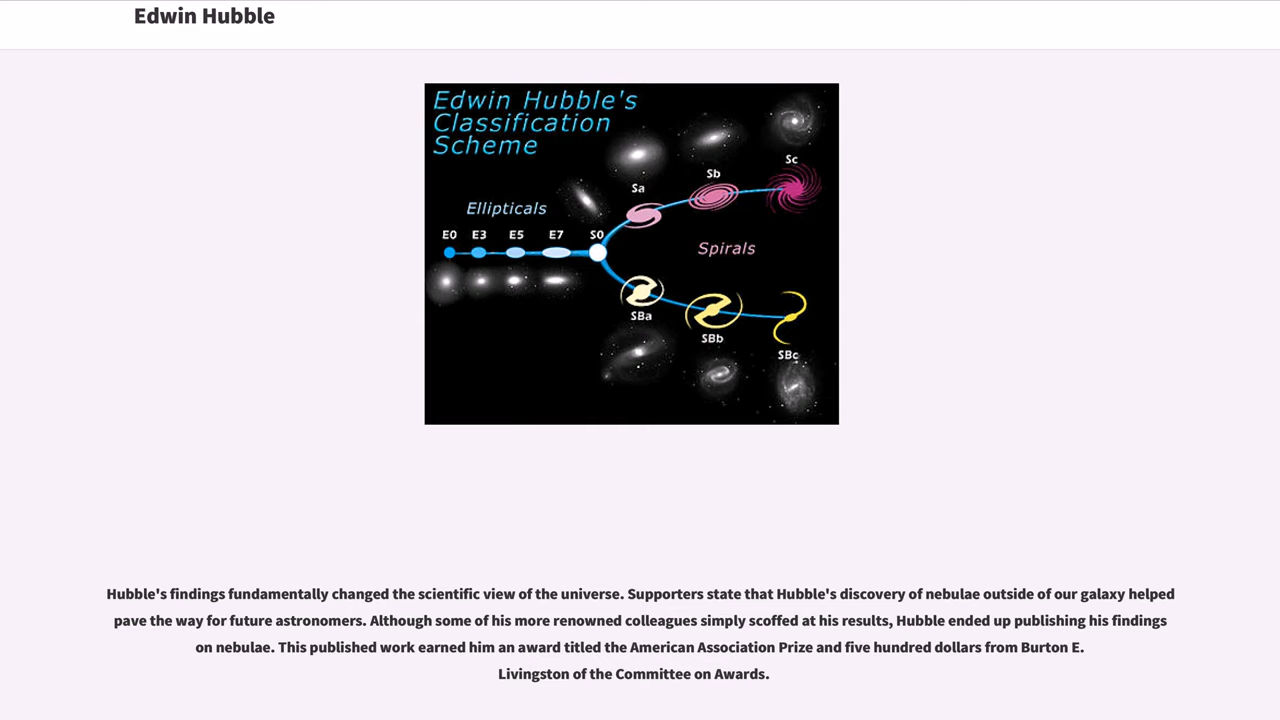 Edwin Hubble
Edwin Hubble's
Classification
Scheme
Sc
Sb
Sa
Ellipticals
E0 E3 E5 E7 S0
Spirals
SBa
SBb
SBc
Hubble's findings fundamentally changed the scientific view of the universe. Supporters state that Hubble's discovery of nebulae outside of our galaxy helped
pave the way for future astronomers. Although some of his more renowned colleagues simply scoffed at his results, Hubble ended up publishing his findings
on nebulae. This published work earned him an award titled the American Association Prize and five hundred dollars from Burton E.
Livingston of the Committee on Awards.